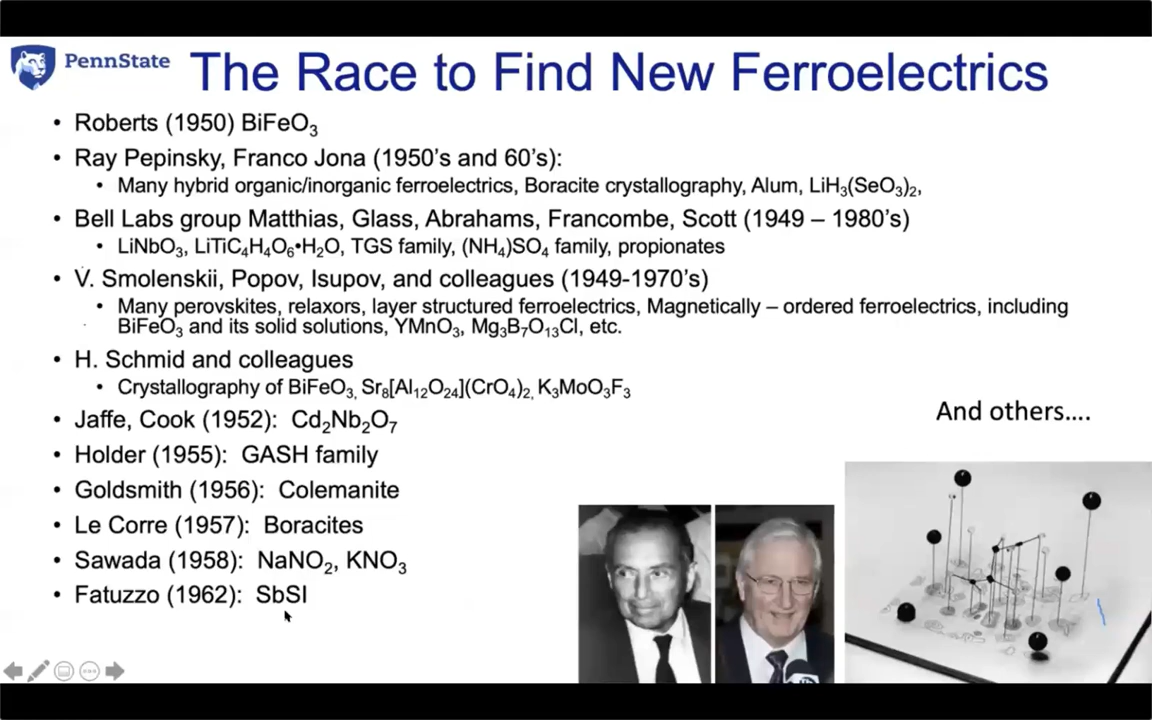 PennState
The Race to Find New Ferroelectrics
• Roberts (1950) BiFeO₃
• Ray Pepinsky, Franco Jona (1950’s and 60’s):
• Many hybrid organic/inorganic ferroelectrics, Boracite crystallography, Alum, LiH₃(SeO₃)₂,
• Bell Labs group Matthias, Glass, Abrahams, Francombe, Scott (1949 – 1980’s)
• LiNbO₃, LiTiC₄H₄O₆•H₂O, TGS family, (NH₄)SO₄ family, propionates
• V. Smolenskii, Popov, Isupov, and colleagues (1949-1970’s)
• Many perovskites, relaxors, layer structured ferroelectrics, Magnetically – ordered ferroelectrics, including
BiFeO₃ and its solid solutions, YMnO₃, Mg₃B₇O₁₃Cl, etc.
• H. Schmid and colleagues
• Crystallography of BiFeO₃, Sr₈[Al₁₂O₂₄](CrO₄)₂, K₃MoO₃F₃
• Jaffe, Cook (1952): Cd₂Nb₂O₇
And others....
• Holder (1955): GASH family
• Goldsmith (1956): Colemanite
• Le Corre (1957): Boracites
• Sawada (1958): NaNO₂, KNO₃
• Fatuzzo (1962): SbSI